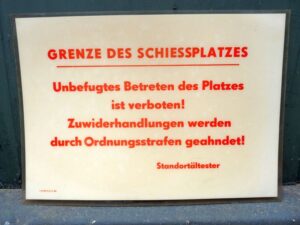 GRENZE DES SCHIESSPLATZES
Unbefugtes Betreten des Platzes
ist verboten!
Zuwiderhandlungen werden
durch Ordnungsstrafen geahndet!
Standortältester